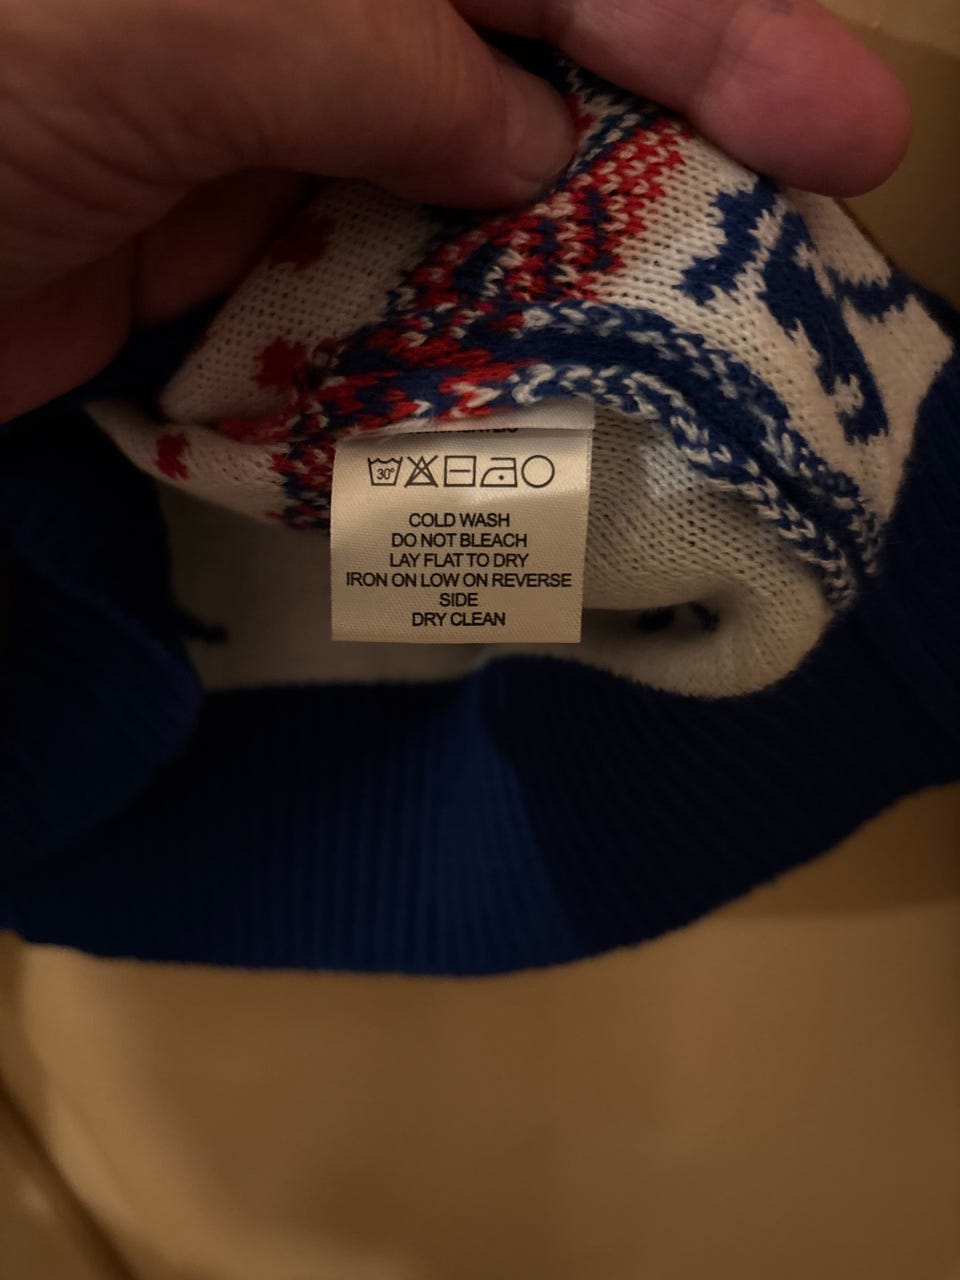 30°
COLD WASH
DO NOT BLEACH
LAY FLAT TO DRY
IRON ON LOW ON REVERSE
SIDE
DRY CLEAN